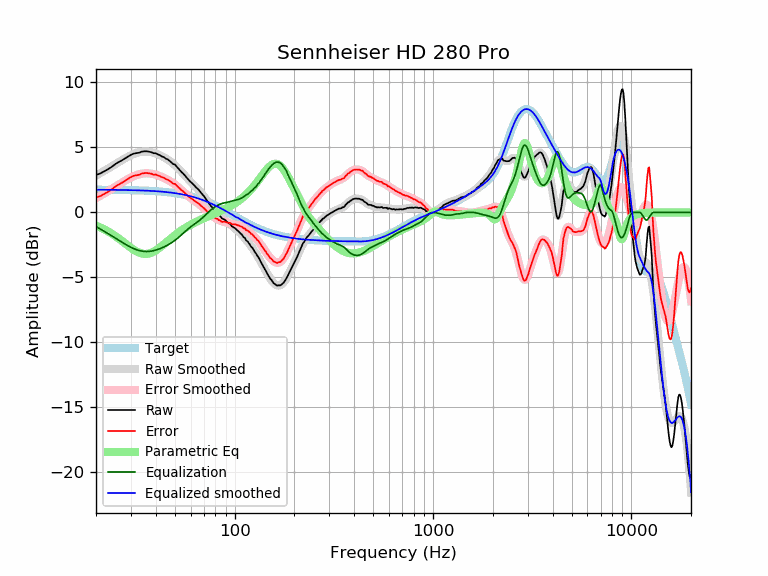 Sennheiser HD 280 Pro
10
5
0
−5
−10
−15
−20
Amplitude (dBr)
Target
Raw Smoothed
Error Smoothed
Raw
Error
Parametric Eq
Equalization
Equalized smoothed
100
1000
10000
Frequency (Hz)